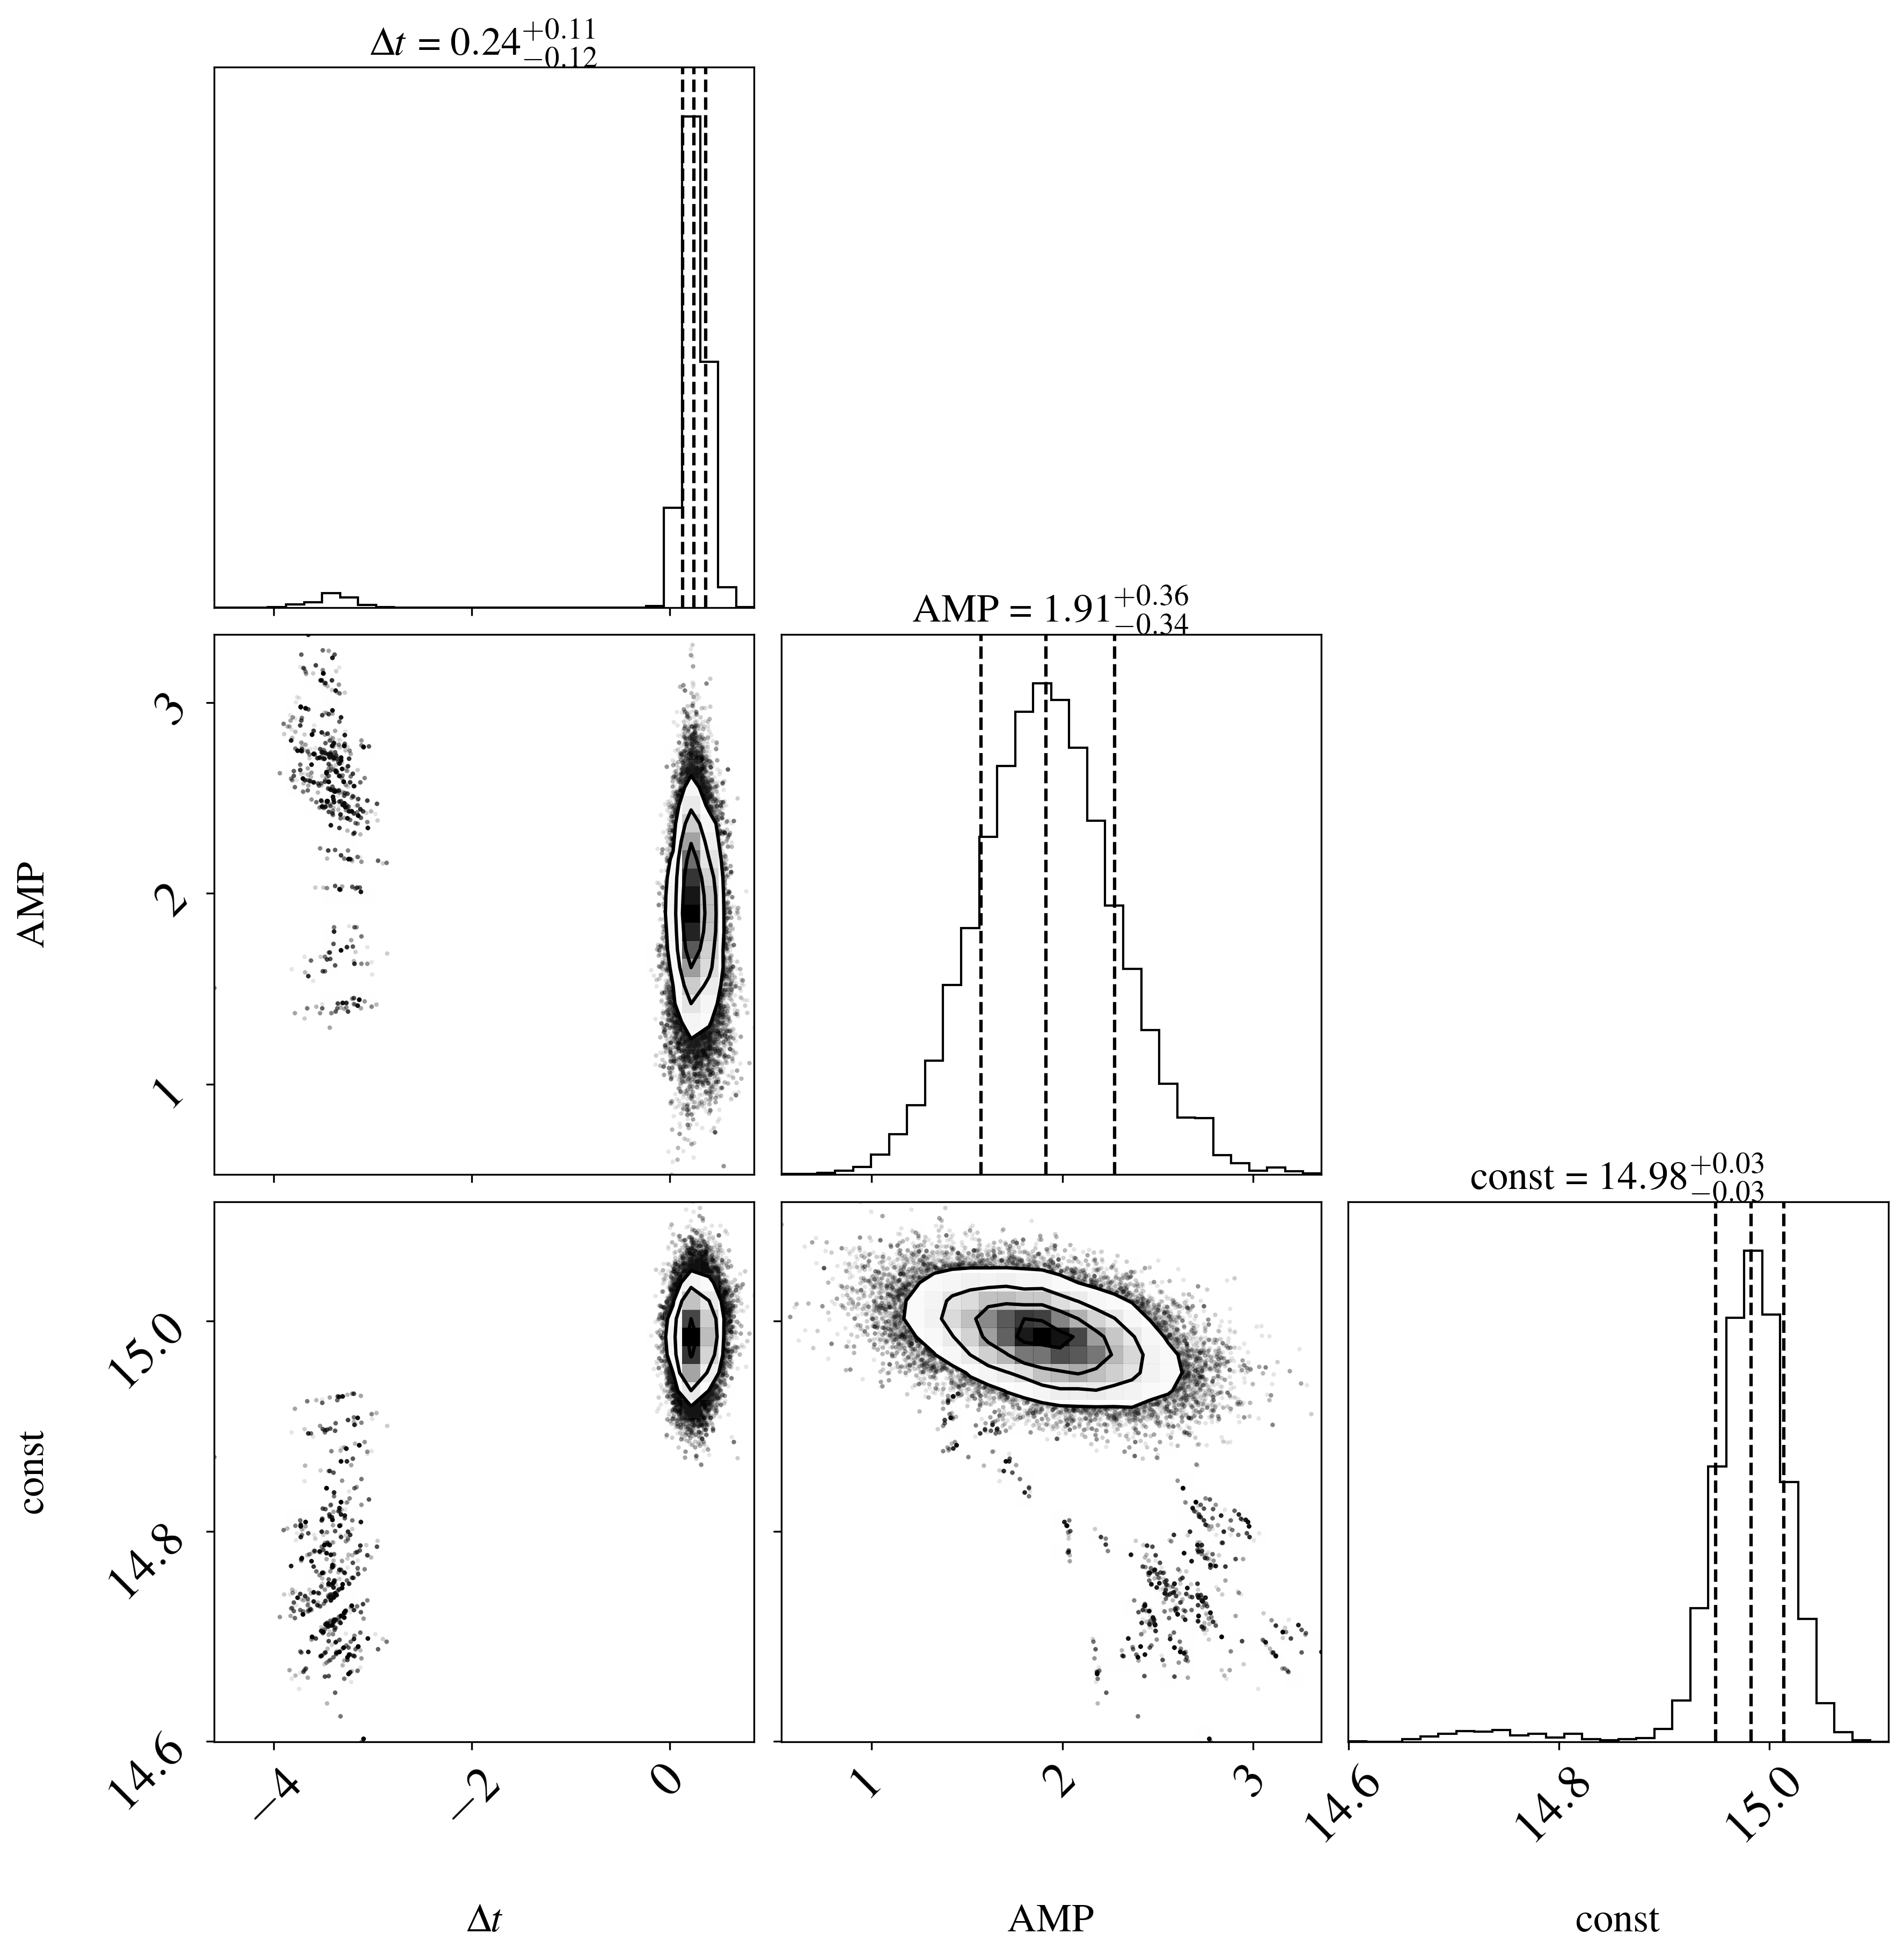 Δt = 0.24+0.11−0.12
AMP = 1.91+0.36−0.34
3
2
1
AMP
const = 14.98+0.03−0.03
15.0
14.8
14.6
const
−4
−2
0
1
2
3
14.6
14.8
15.0
Δt
AMP
const